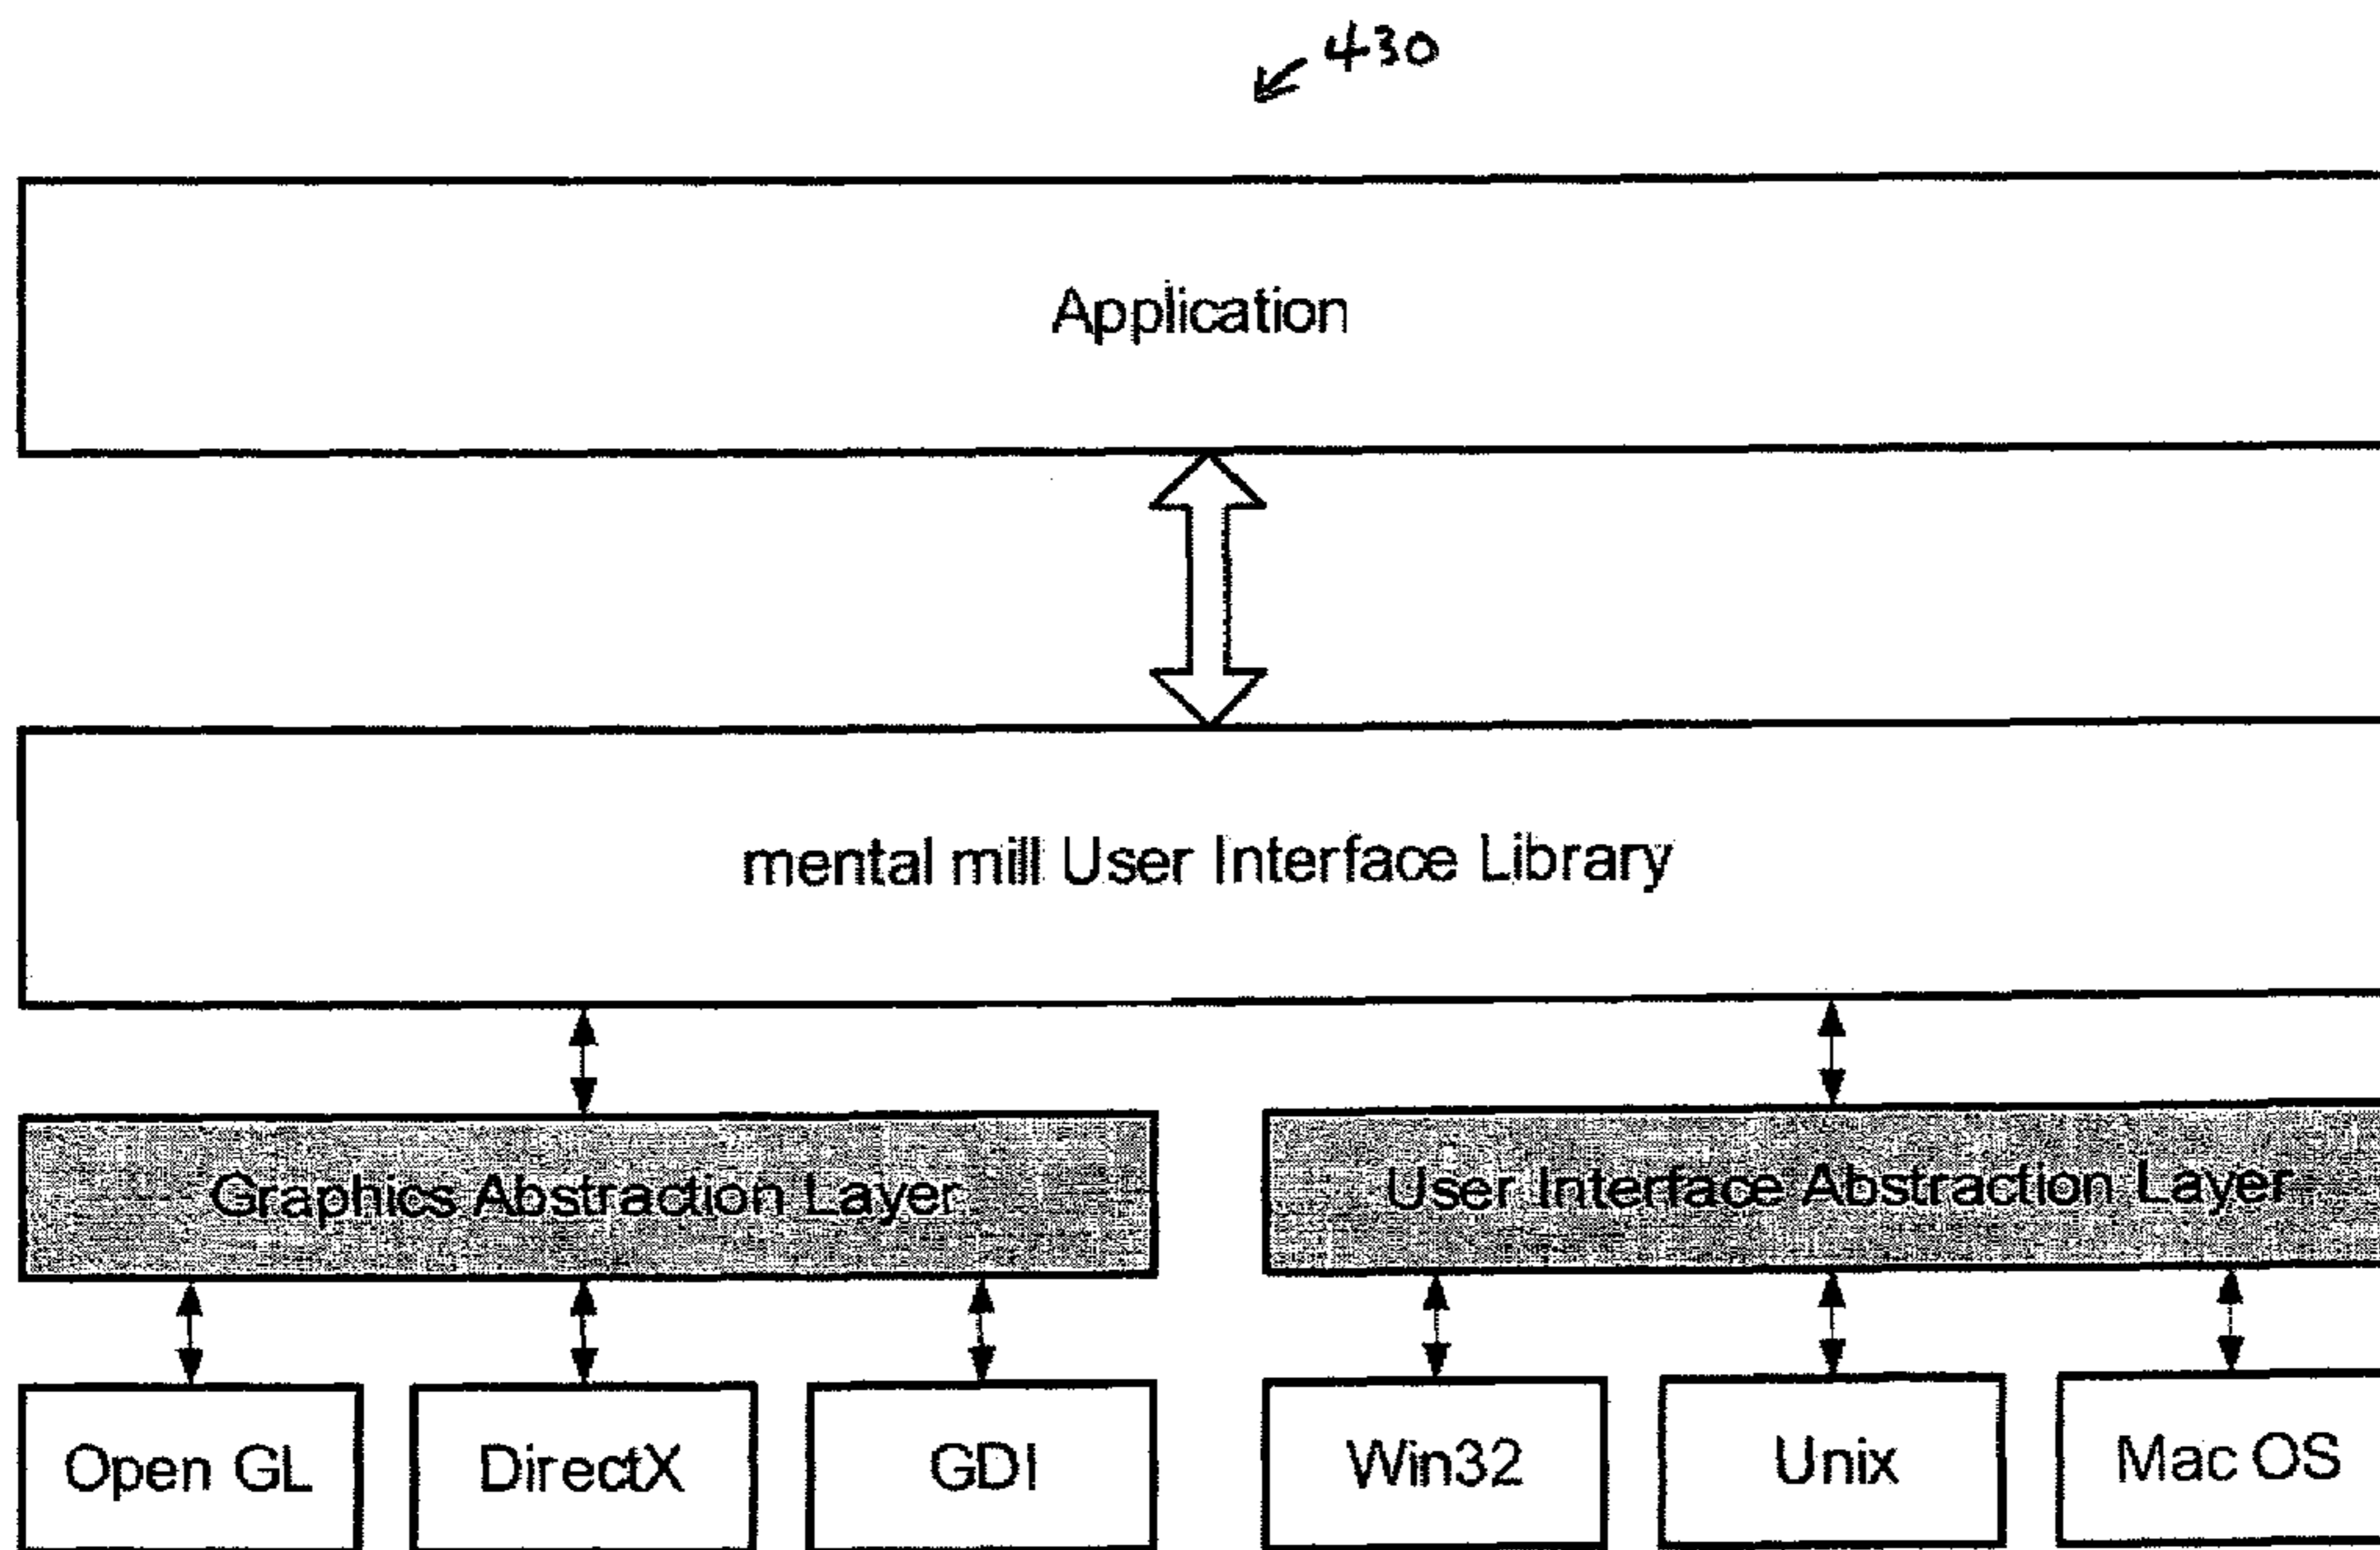 430
Application
mental mill User Interface Library
Graphics Abstraction Layer
User Interface Abstraction Layer
Open GL
DirectX
GDI
Win32
Unix
Mac OS